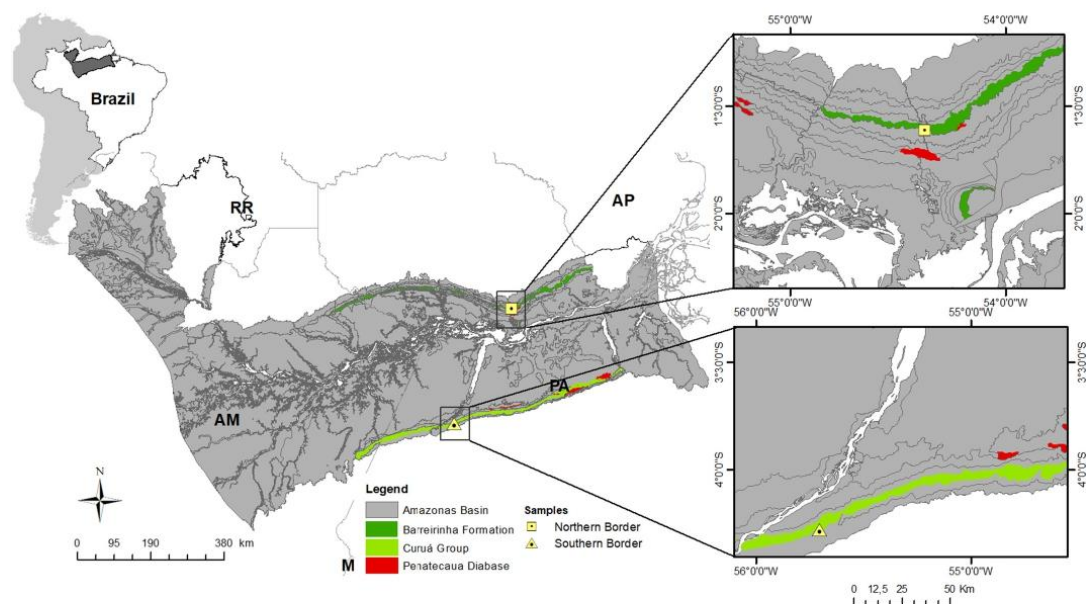 Brazil
RR
AP
AM
PA
M
N
0 95 190 380 km
Legend
Amazonas Basin
Barreirinha Formation
Curuá Group
Penatecaua Diabase
Samples
Northern Border
Southern Border
55°0'0"W 54°0'0"W
1°30'0"S
2°0'0"S
1°30'0"S
2°0'0"S
55°0'0"W 54°0'0"W
56°0'0"W 55°0'0"W
3°30'0"S
4°0'0"S
3°30'0"S
4°0'0"S
56°0'0"W 55°0'0"W
0 12,5 25 50 Km